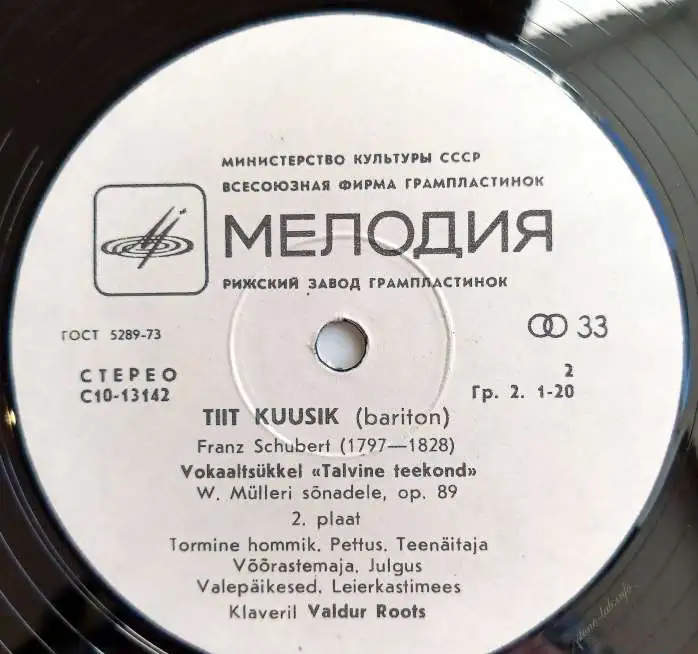 МИНИСТЕРСТВО КУЛЬТУРЫ СССР
ВСЕСОЮЗНАЯ ФИРМА ГРАМПЛАСТИНОК
МЕЛОДИЯ
РИЖСКИЙ ЗАВОД ГРАМПЛАСТИНОК
ГОСТ 5289-73
33
СТЕРЕО
С10-13142
2
Гр. 2. 1-20
TIIT KUUSIK (bariton)
Franz Schubert (1797—1828)
Vokaaltsükkel «Talvine teekond»
W. Mülleri sõnadele, op. 89
2. plaat
Tormine hommik. Pettus. Teenäitaja
Võõrastemaja. Julgus
Valepäikesed. Leierkastimees
Klaveril Valdur Roots